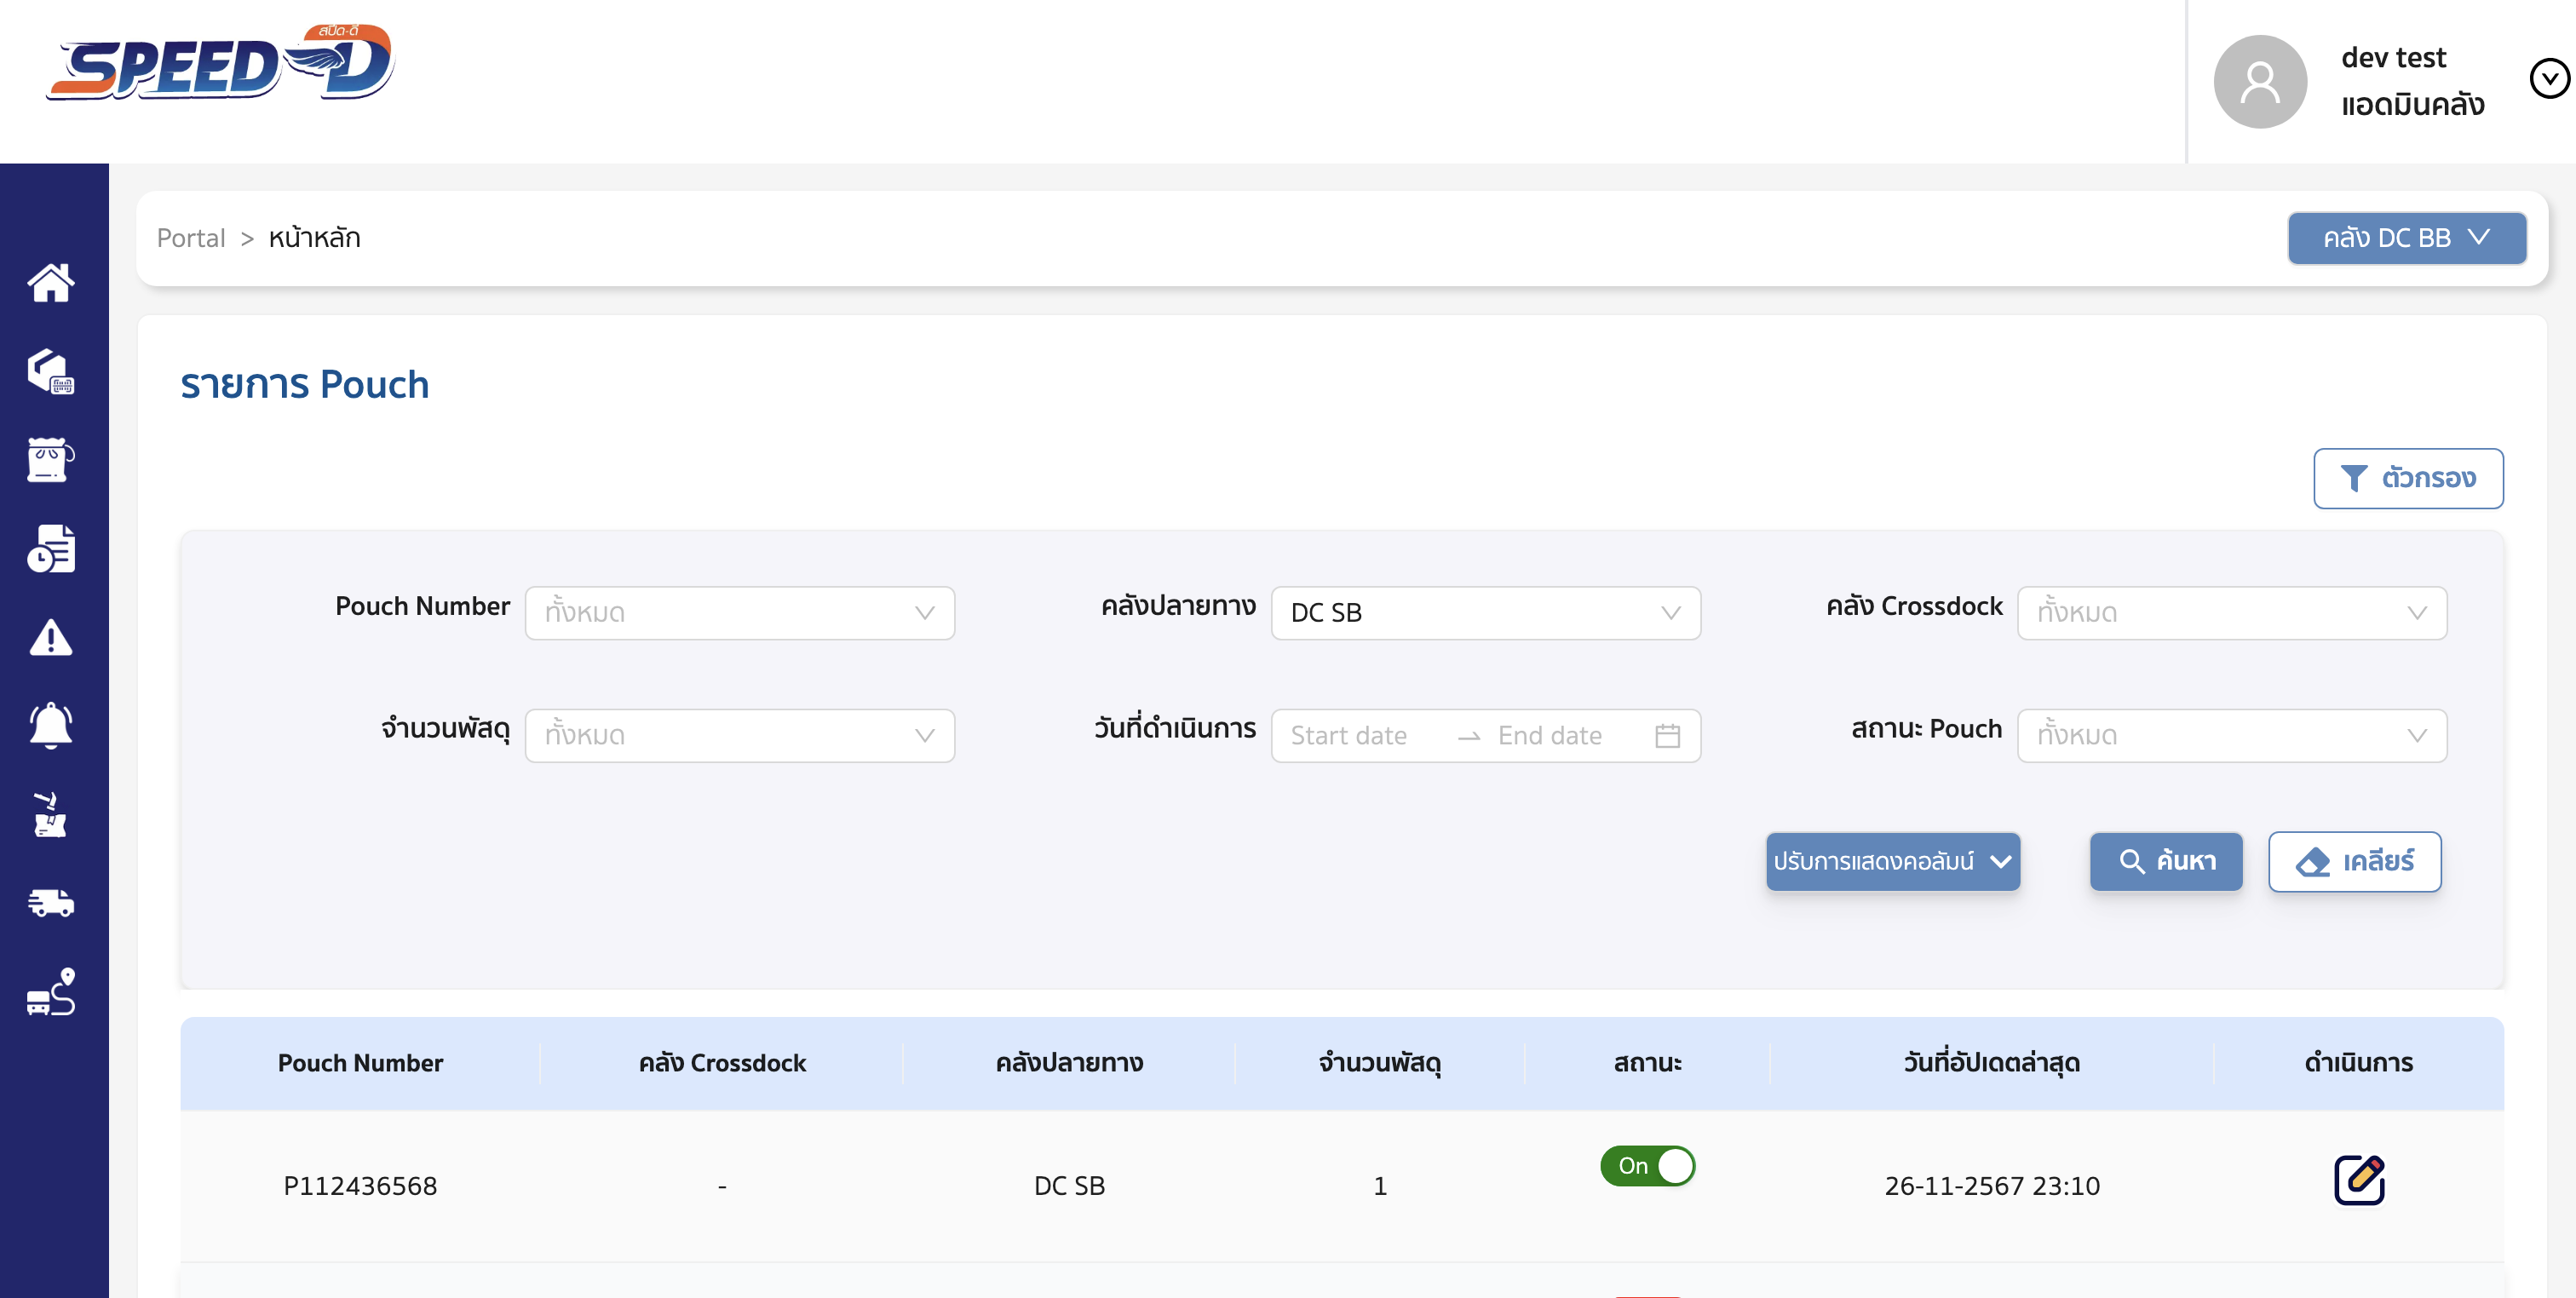 สปีด-ดี
SPEED-D
dev test
แอดมินคลัง
Portal > หน้าหลัก
คลัง DC BB
รายการ Pouch
ตัวกรอง
Pouch Number ทั้งหมด
คลังปลายทาง DC SB
คลัง Crossdock ทั้งหมด
จำนวนพัสดุ ทั้งหมด
วันที่ดำเนินการ Start date End date
สถานะ Pouch ทั้งหมด
ปรับการแสดงคอลัมน์
ค้นหา
เคลียร์
Pouch Number คลัง Crossdock คลังปลายทาง จำนวนพัสดุ สถานะ วันที่อัปเดตล่าสุด ดำเนินการ
P112436568 - DC SB 1 On 26-11-2567 23:10